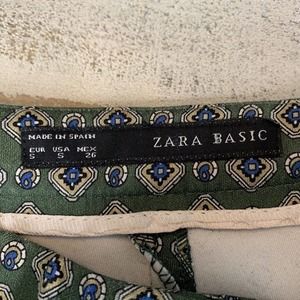 MADE IN SPAIN
EUR USA MEX
S S 26
ZARA BASIC